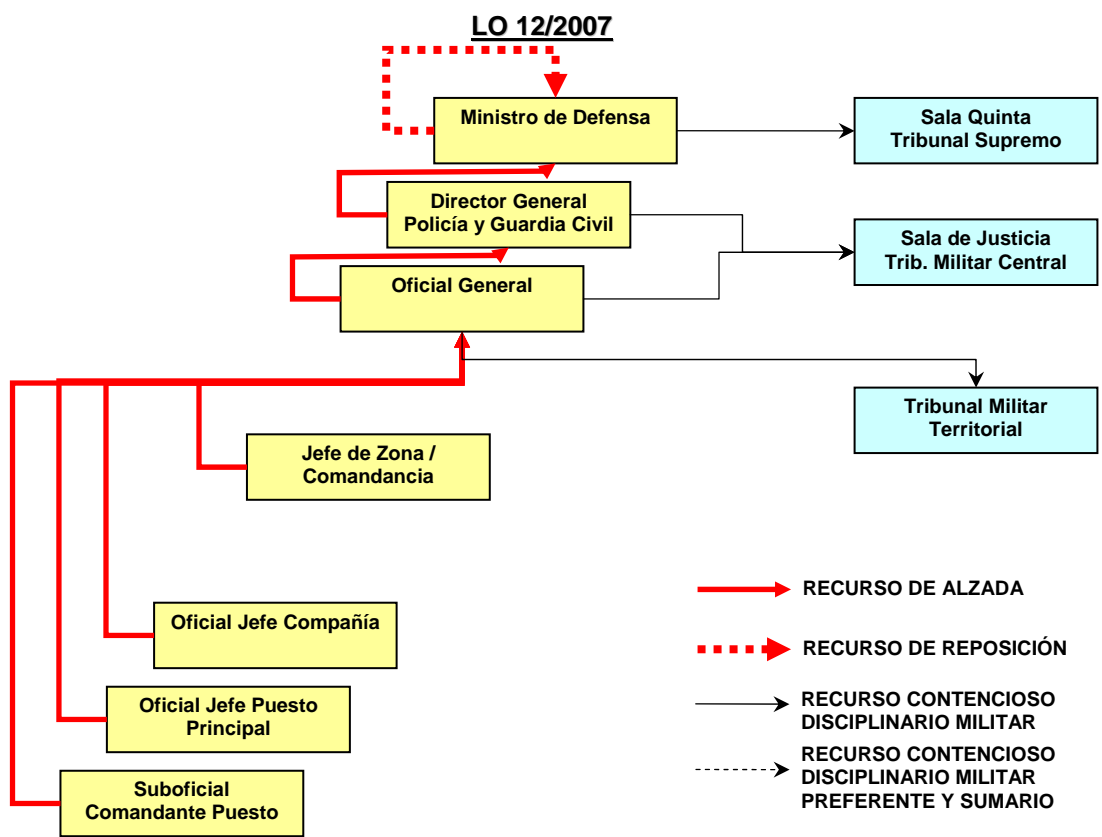 LO 12/2007
Ministro de Defensa
Sala Quinta
Tribunal Supremo
Director General
Policía y Guardia Civil
Sala de Justicia
Trib. Militar Central
Oficial General
Tribunal Militar
Territorial
Jefe de Zona /
Comandancia
Oficial Jefe Compañía
Oficial Jefe Puesto
Principal
Suboficial
Comandante Puesto
RECURSO DE ALZADA
RECURSO DE REPOSICIÓN
RECURSO CONTENCIOSO
DISCIPLINARIO MILITAR
RECURSO CONTENCIOSO
DISCIPLINARIO MILITAR
PREFERENTE Y SUMARIO